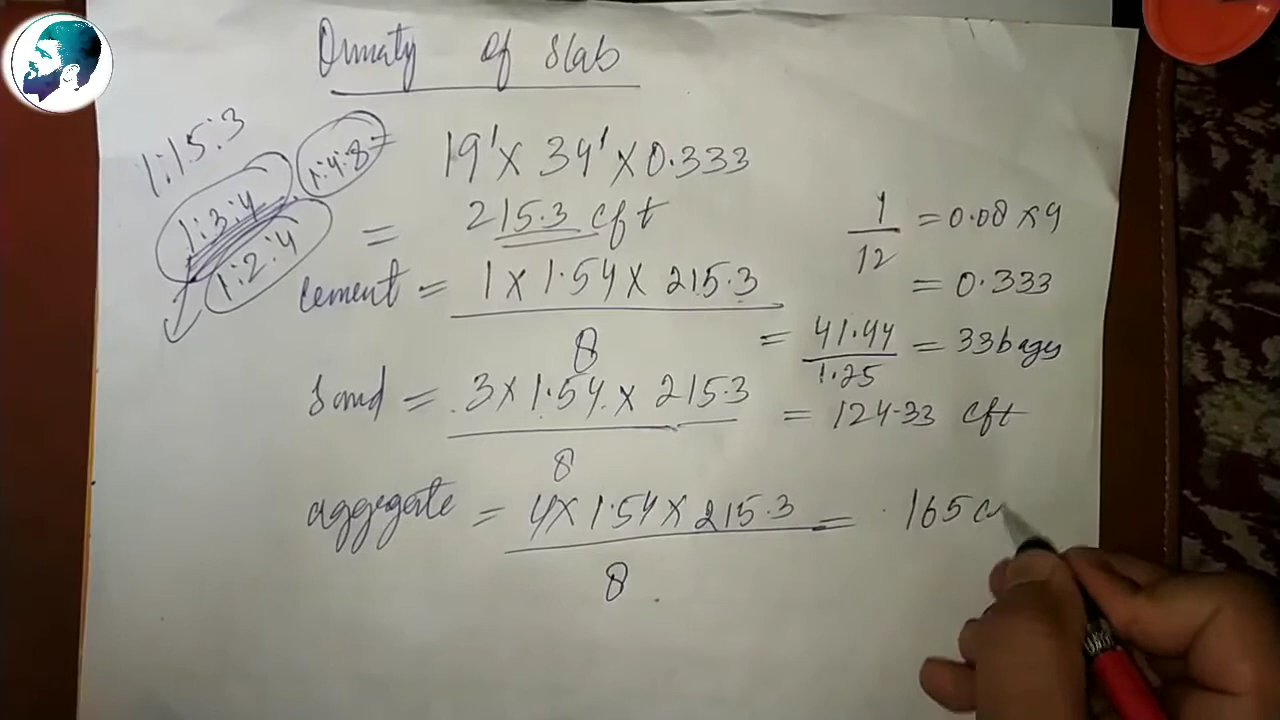 Qunaty of Slab
1:1.5:3
1:3:4
1:4:8
1:2:4
= 19' x 34' x 0.333
= 215.3 cft
1/12 = 0.08 x 4
= 0.333
cement = 1 x 1.54 x 215.3 / 8
= 41.44 / 1.25 = 33 bags
Sand = 3 x 1.54 x 215.3 / 8 = 124.33 cft
aggegate = 4 x 1.54 x 215.3 / 8 = 165 c